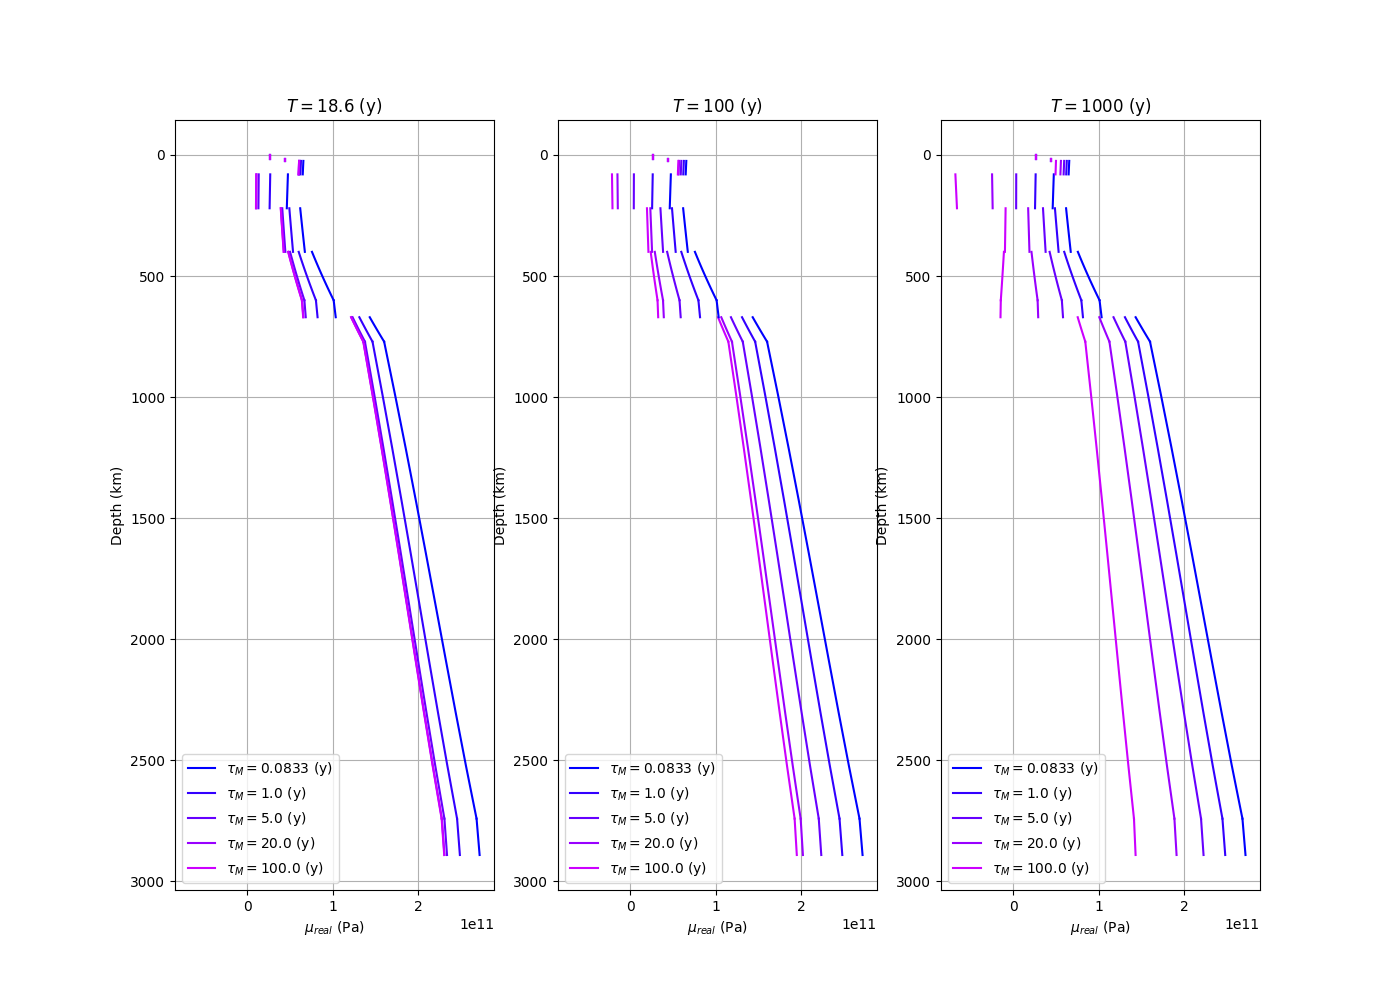 T = 18.6 (y)
0
500
1000
1500
2000
2500
3000
Depth (km)
τM = 0.0833 (y)
τM = 1.0 (y)
τM = 5.0 (y)
τM = 20.0 (y)
τM = 100.0 (y)
0
1
2
1e11
μreal (Pa)
T = 100 (y)
0
500
1000
1500
2000
2500
3000
Depth (km)
τM = 0.0833 (y)
τM = 1.0 (y)
τM = 5.0 (y)
τM = 20.0 (y)
τM = 100.0 (y)
0
1
2
1e11
μreal (Pa)
T = 1000 (y)
0
500
1000
1500
2000
2500
3000
Depth (km)
τM = 0.0833 (y)
τM = 1.0 (y)
τM = 5.0 (y)
τM = 20.0 (y)
τM = 100.0 (y)
0
1
2
1e11
μreal (Pa)